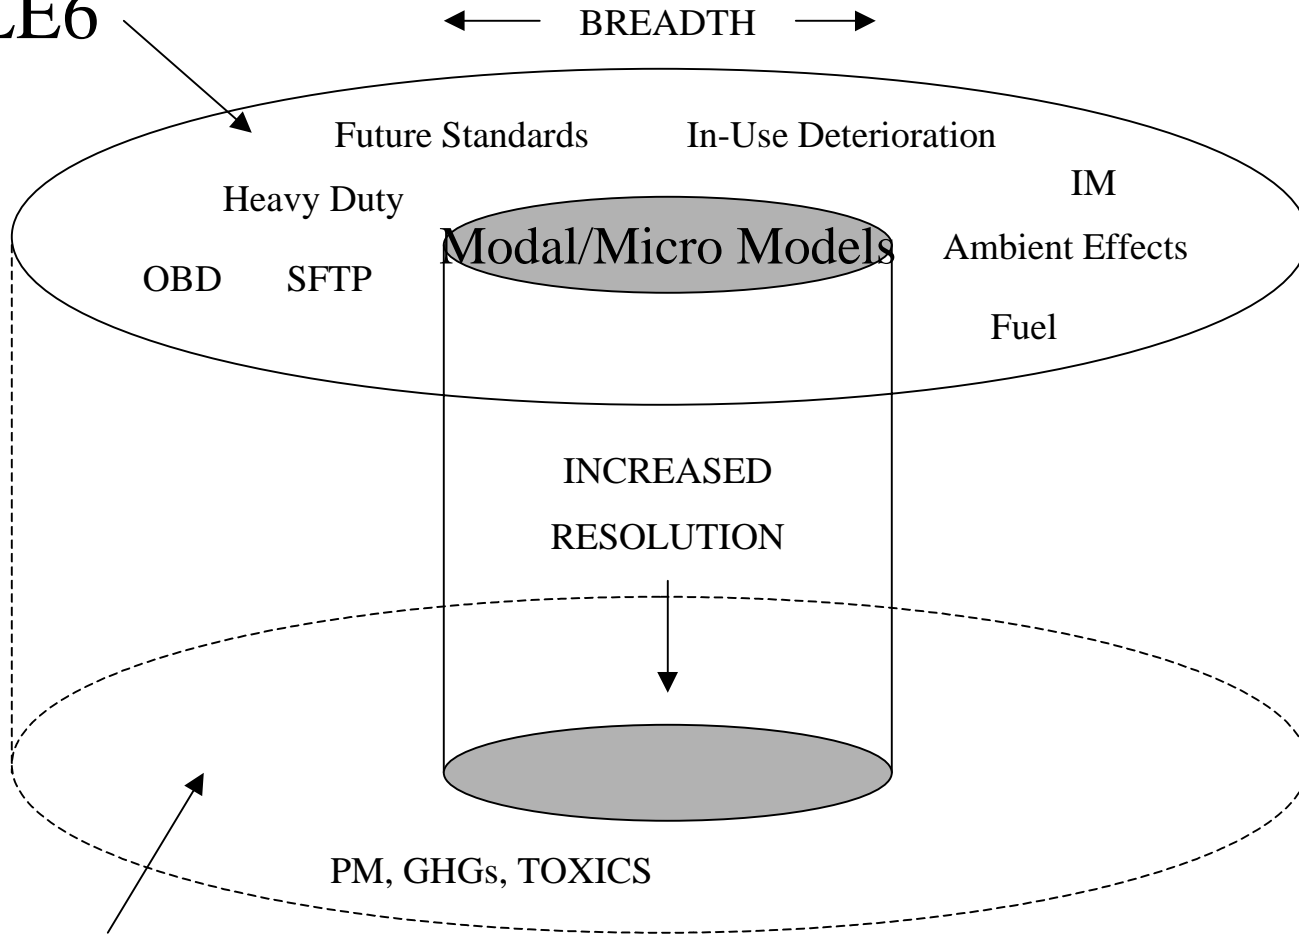 LE6
BREADTH
Future Standards
In-Use Deterioration
IM
Heavy Duty
Modal/Micro Models
Ambient Effects
OBD
SFTP
Fuel
INCREASED
RESOLUTION
PM, GHGs, TOXICS